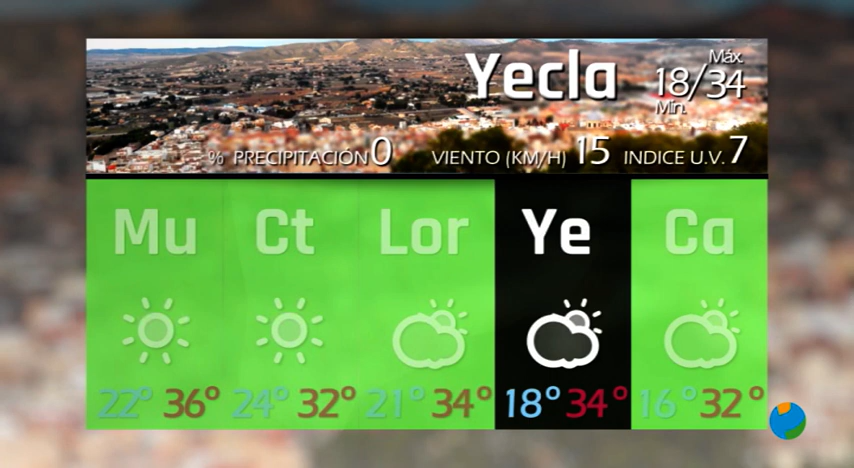 Yecla
Máx.
18/34
Mín.
% PRECIPITACIÓN 0 VIENTO (KM/H) 15 INDICE U.V. 7
Mu Ct Lor Ye Ca
22° 36° 24° 32° 21° 34° 18° 34° 16° 32°